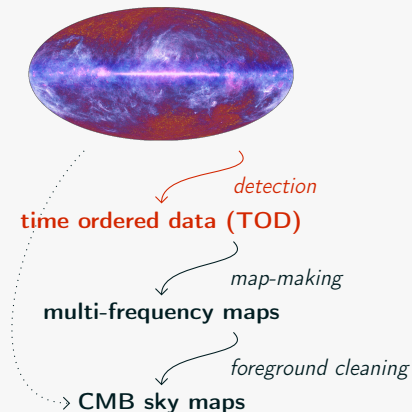 detection
time ordered data (TOD)
map-making
multi-frequency maps
foreground cleaning
CMB sky maps